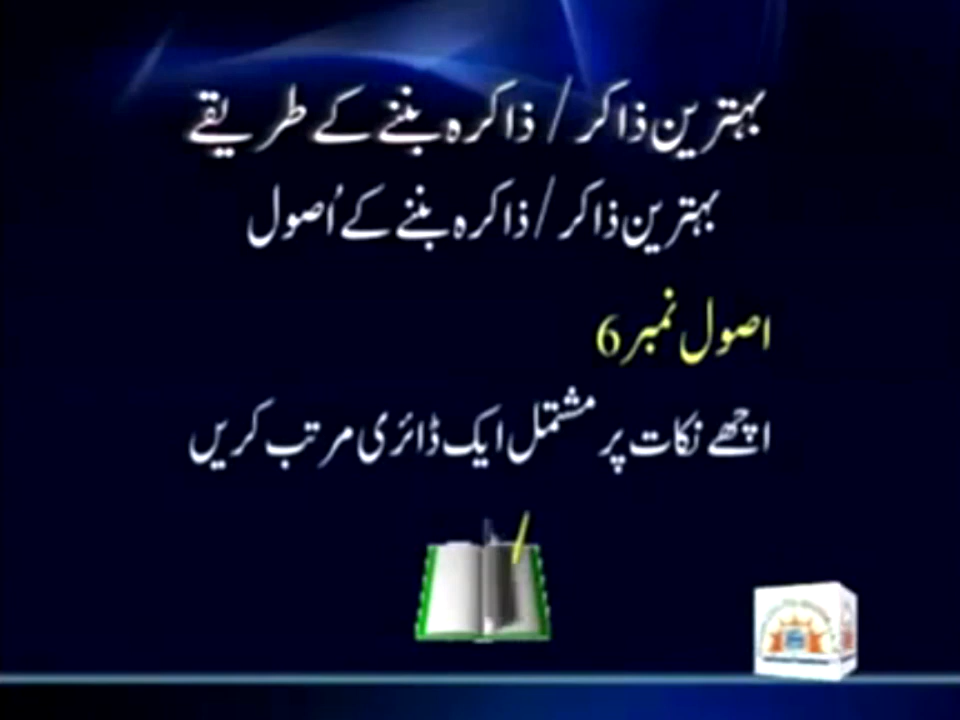 بہترین ذاکر / ذاکرہ بننے کے طریقے
بہترین ذاکر / ذاکرہ بننے کے اُصول
اصول نمبر 6
اچھے نکات پر مشتمل ایک ڈائری مرتب کریں